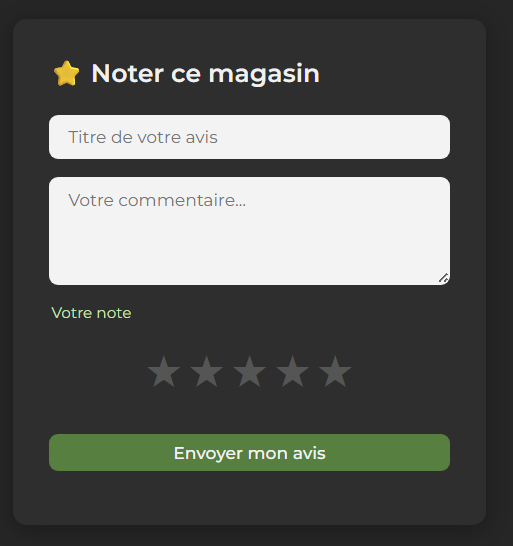 Noter ce magasin
Titre de votre avis
Votre commentaire...
Votre note
Envoyer mon avis